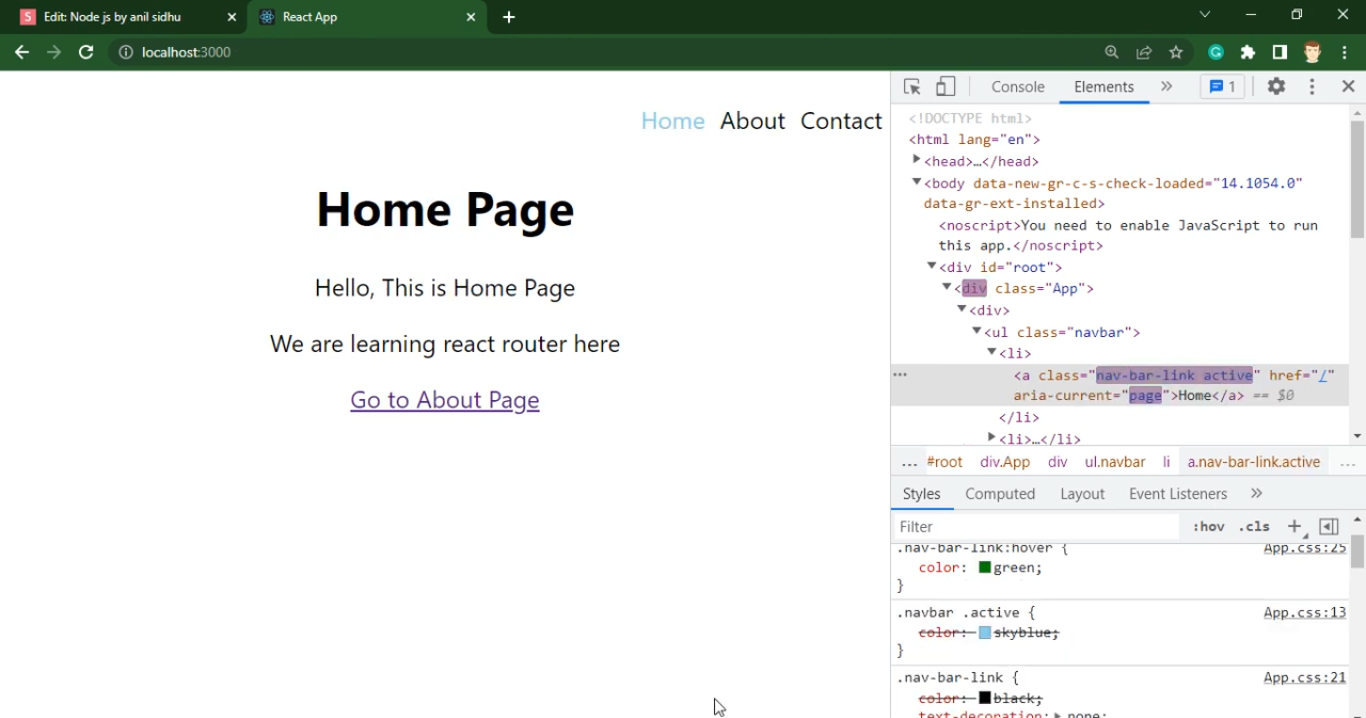 S Edit: Node js by anil sidhu
React App
localhost:3000
G
Home About Contact
Home Page
Hello, This is Home Page
We are learning react router here
Go to About Page
Console Elements » 1
<!DOCTYPE html>
<html lang="en">
<head>…</head>
<body data-new-gr-c-s-check-loaded="14.1054.0"
data-gr-ext-installed>
<noscript>You need to enable JavaScript to run
this app.</noscript>
<div id="root">
<div class="App">
<div>
<ul class="navbar">
<li>
<a class="nav-bar-link active" href="/"
aria-current="page">Home</a> == $0
</li>
<li>…</li>
... #root div.App div ul.navbar li a.nav-bar-link.active ...
Styles Computed Layout Event Listeners »
Filter :hov .cls +
.nav-bar-link:hover { App.css:25
color: green;
}
.navbar .active { App.css:13
color: skyblue;
}
.nav-bar-link { App.css:21
color: black;
text-decoration: none;